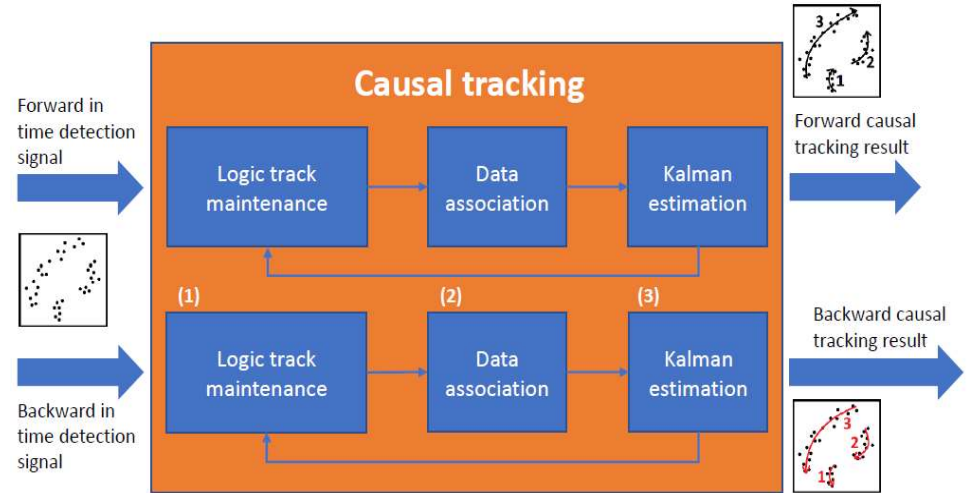 Causal tracking
Forward in
time detection
signal
Logic track
maintenance
Data
association
Kalman
estimation
3
2
1
Forward causal
tracking result
(1)
(2)
(3)
Logic track
maintenance
Data
association
Kalman
estimation
Backward in
time detection
signal
Backward causal
tracking result
3
2
1